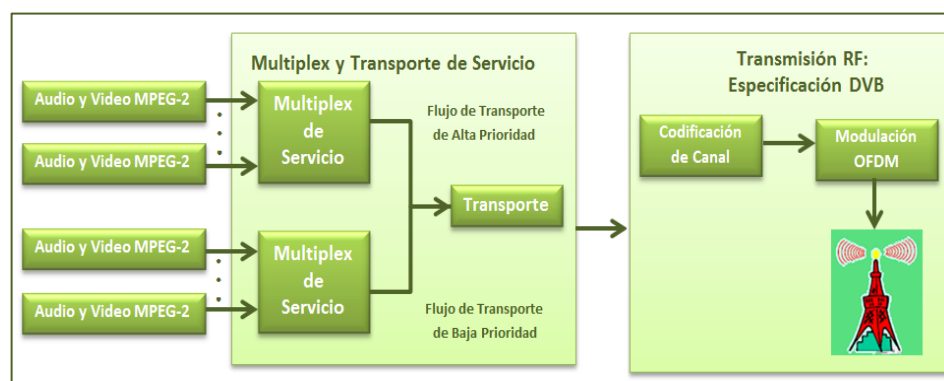 Multiplex y Transporte de Servicio
Audio y Video MPEG-2
Audio y Video MPEG-2
Audio y Video MPEG-2
Audio y Video MPEG-2
Multiplex
de
Servicio
Multiplex
de
Servicio
Flujo de Transporte
de Alta Prioridad
Transporte
Flujo de Transporte
de Baja Prioridad
Transmisión RF:
Especificación DVB
Codificación
de Canal
Modulación
OFDM